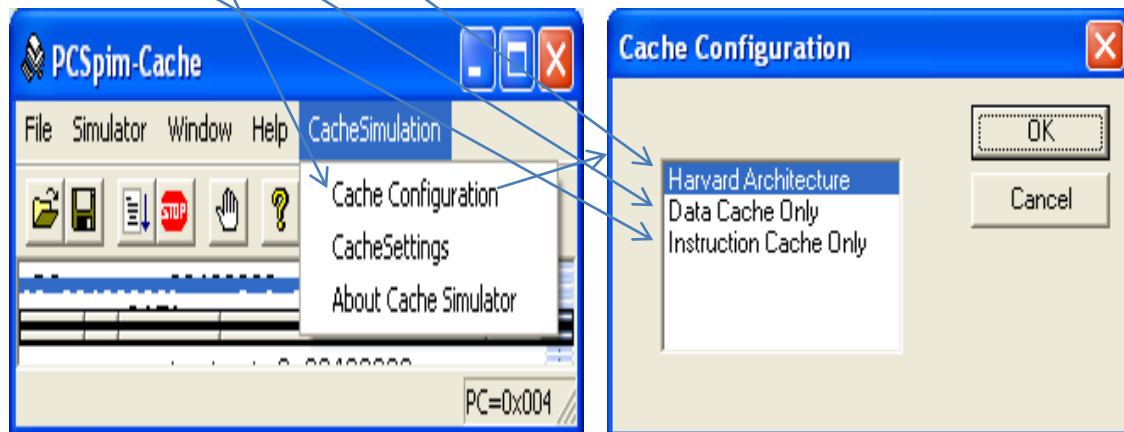 PCSpim-Cache
File Simulator Window Help CacheSimulation
STOP
Cache Configuration
CacheSettings
About Cache Simulator
PC=0x004
Cache Configuration
Harvard Architecture
Data Cache Only
Instruction Cache Only
OK
Cancel